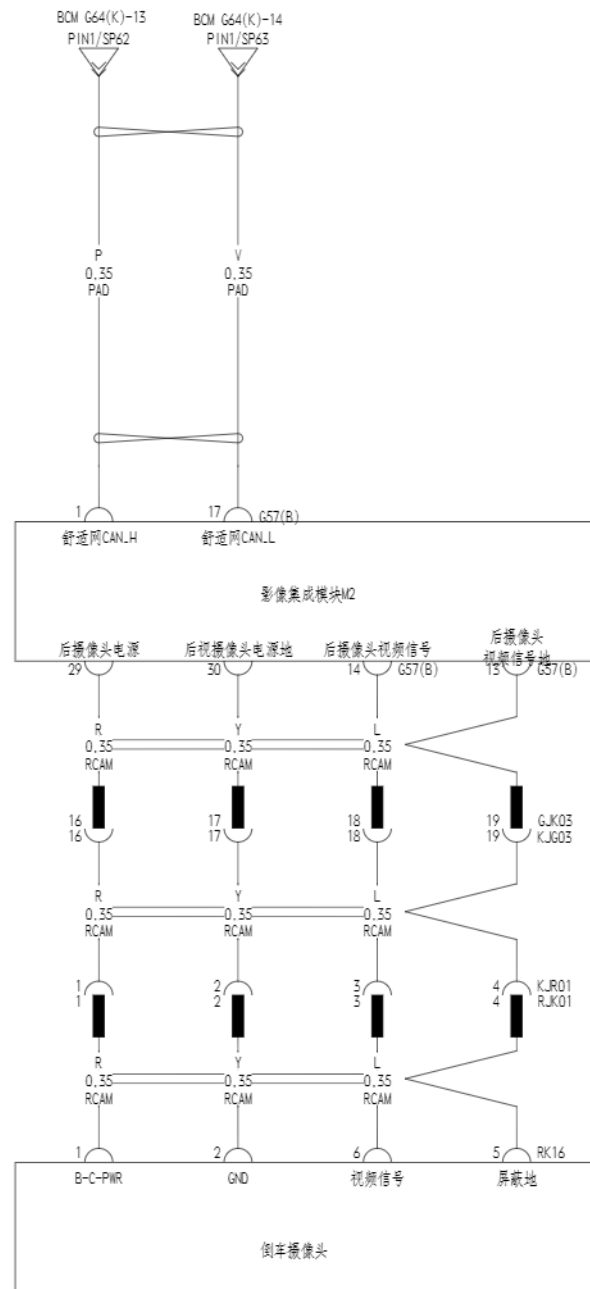 BCM G64(K)-13 BCM G64(K)-14
PIN1/SP62 PIN1/SP63
P V
0.35 0.35
PAD PAD
1 17 G57(B)
舒适网CAN_H 舒适网CAN_L
影像集成模块M2
后摄像头电源 后视摄像头电源地 后摄像头视频信号 后摄像头
视频信号地
29 30 14 G57(B) 13 G57(B)
R Y L
0.35 0.35 0.35
RCAM RCAM RCAM
16 17 18 19 GJK03
16 17 18 19 KJG03
R Y L
0.35 0.35 0.35
RCAM RCAM RCAM
1 2 3 4 KJR01
1 2 3 4 RJK01
R Y L
0.35 0.35 0.35
RCAM RCAM RCAM
1 2 6 5 RK16
B-C-PWR GND 视频信号 屏蔽地
倒车摄像头